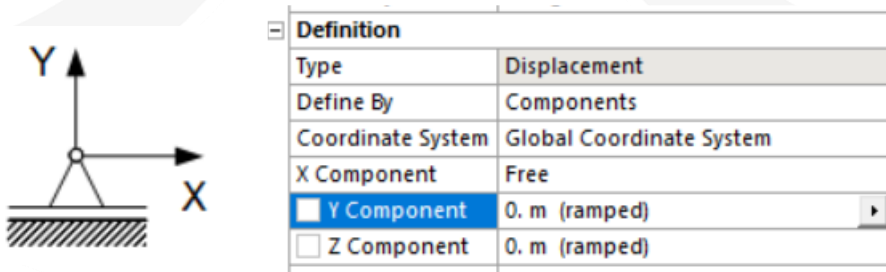 Y
X
Definition
Type Displacement
Define By Components
Coordinate System Global Coordinate System
X Component Free
Y Component 0. m (ramped)
Z Component 0. m (ramped)